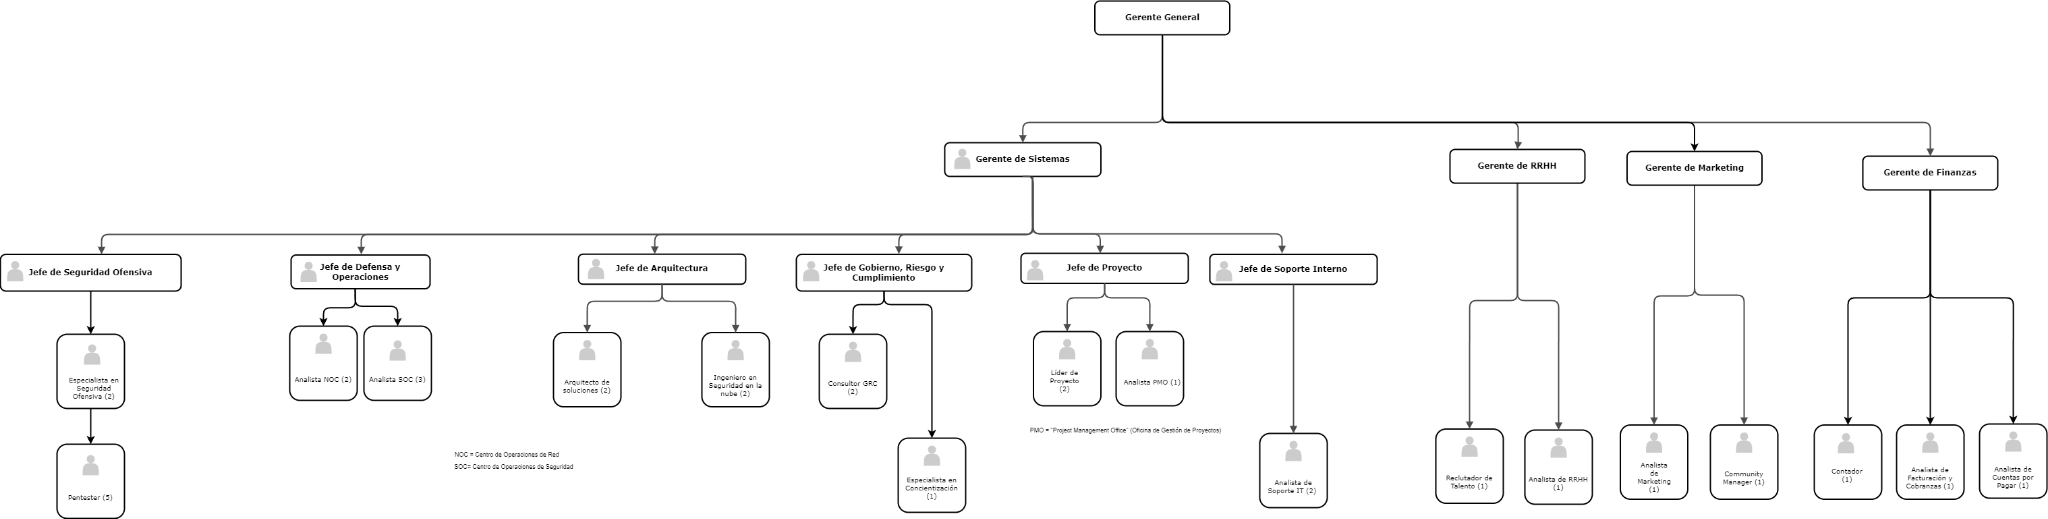 Gerente General
Gerente de Sistemas
Gerente de RRHH
Gerente de Marketing
Gerente de Finanzas
Jefe de Seguridad Ofensiva
Jefe de Defensa y
Operaciones
Jefe de Arquitectura
Jefe de Gobierno, Riesgo y
Cumplimiento
Jefe de Proyecto
Jefe de Soporte Interno
Especialista en
Seguridad
Ofensiva (2)
Analista NOC (2)
Analista SOC (3)
Arquitecto de
soluciones (2)
Ingeniero en
Seguridad en la
nube (2)
Consultor GRC
(2)
Líder de
Proyecto
(2)
Analista PMO (1)
PMO = "Project Management Office" (Oficina de Gestión de Proyectos)
NOC = Centro de Operaciones de Red
SOC= Centro de Operaciones de Seguridad
Pentester (5)
Especialista en
Concientización
(1)
Analista de
Soporte IT (2)
Reclutador de
Talento (1)
Analista de RRHH
(1)
Analista
de
Marketing
(1)
Community
Manager (1)
Contador
(1)
Analista de
Facturación y
Cobranzas (1)
Analista de
Cuentas por
Pagar (1)